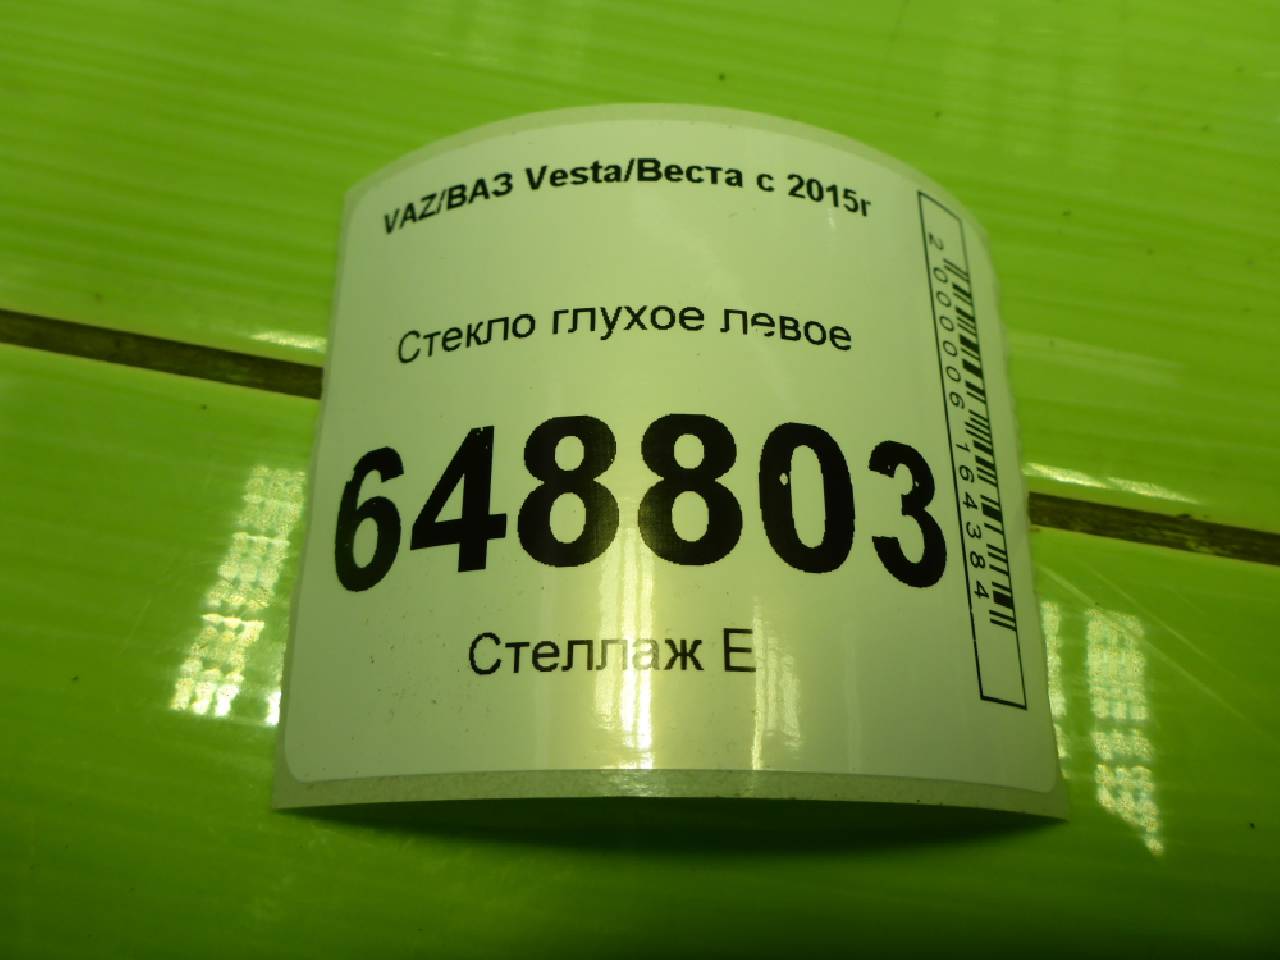 VAZ/ВАЗ Vesta/Веста с 2015г
Стекло глухое левое
648803
Стеллаж Е
2000006164384